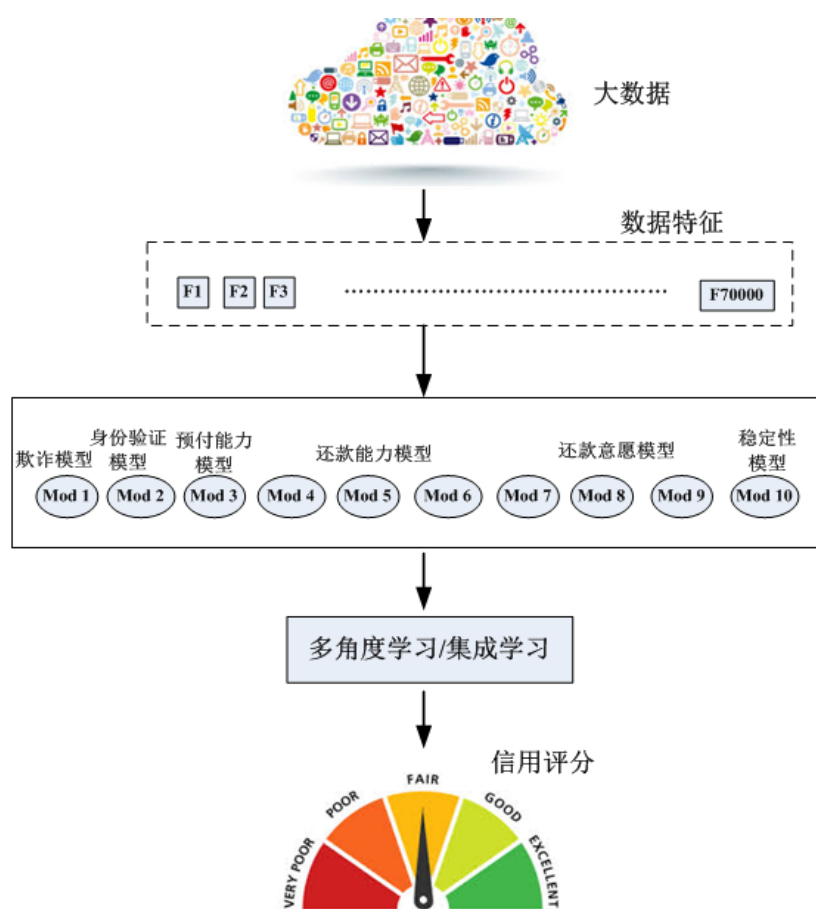 大数据
数据特征
F1 F2 F3 ………………………………………… F70000
欺诈模型
身份验证
模型
预付能力
模型
还款能力模型
还款意愿模型
稳定性
模型
Mod 1 Mod 2 Mod 3 Mod 4 Mod 5 Mod 6 Mod 7 Mod 8 Mod 9 Mod 10
多角度学习/集成学习
信用评分
VERY POOR
POOR
FAIR
GOOD
EXCELLENT